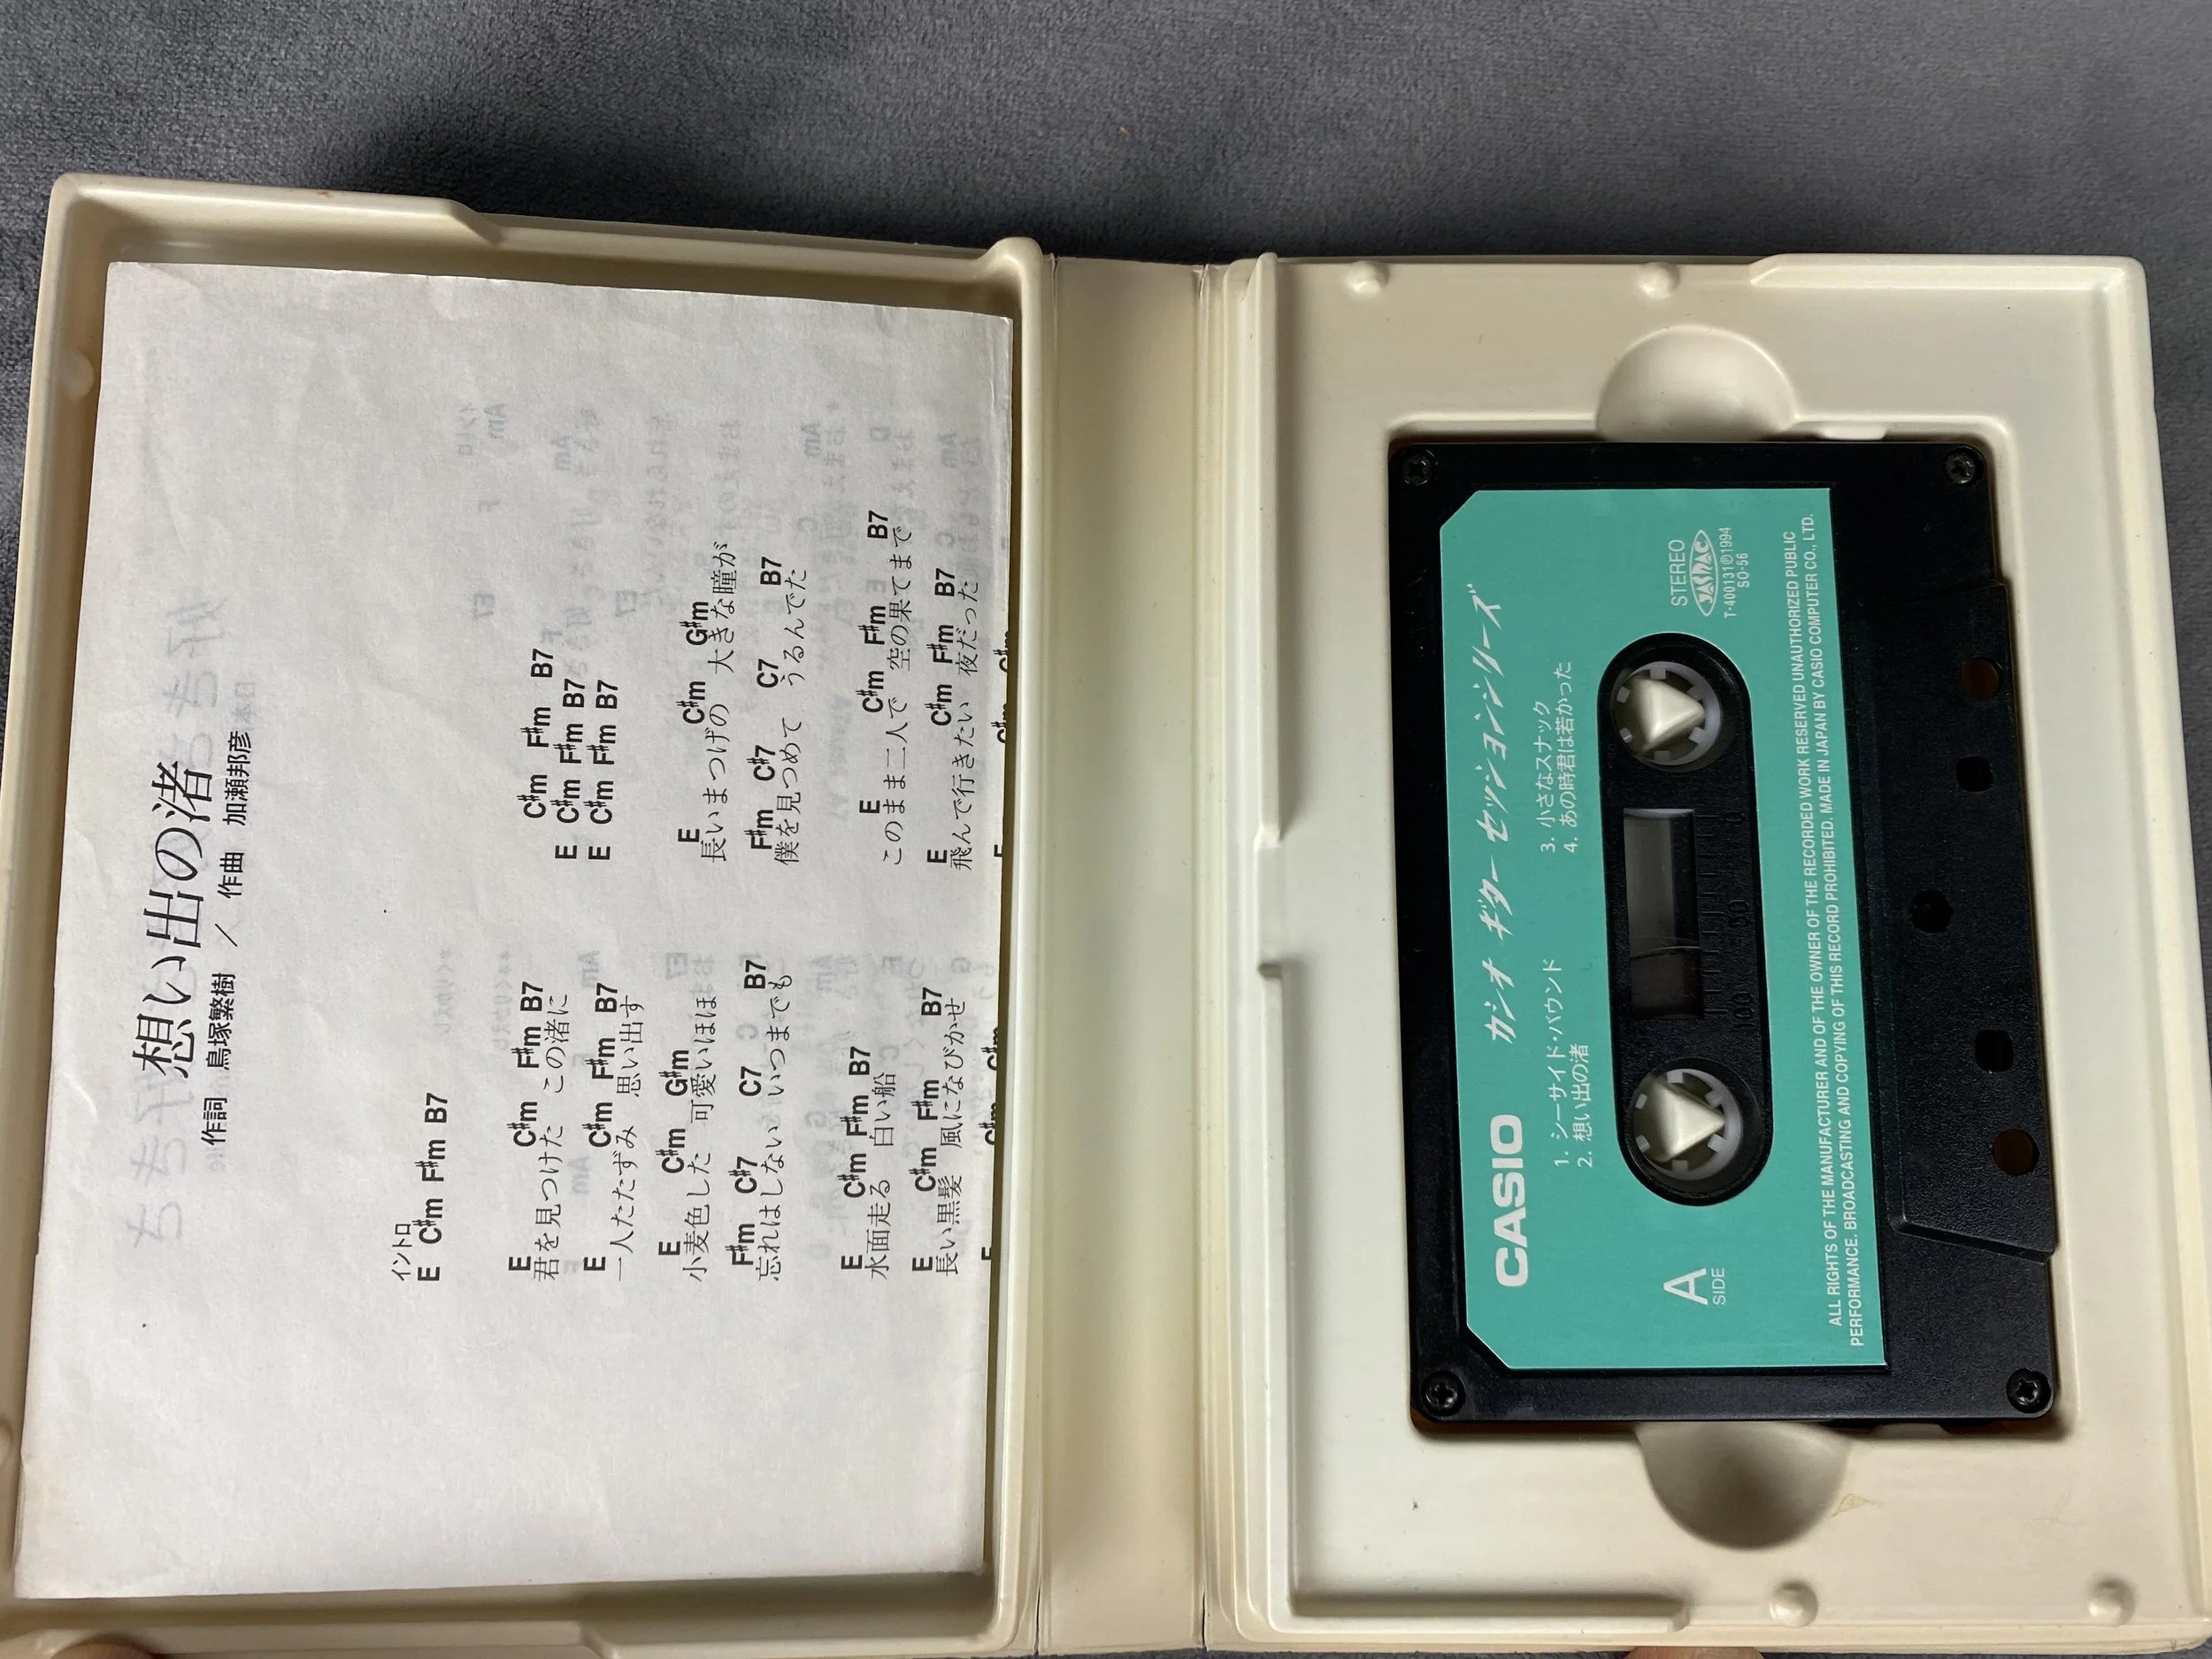 想い出の渚
作詞 鳥塚繁樹 / 作曲 加瀬邦彦
イントロ
E C#m F#m B7
E C#m F#m B7
君を見つけた この渚に
E C#m F#m B7
一人たたずみ 思い出す
E C#m G#m
小麦色した 可愛いほほ
F#m C#7 C7 B7
忘れはしない いつまでも
E C#m F#m B7
水面走る 白い船
E C#m F#m B7
長い黒髪 風になびかせ
E C#m
C#m F#m B7
E C#m F#m B7
E C#m F#m B7
E C#m G#m
長いまつげの 大きな瞳が
F#m C#7 C7 B7
僕を見つめて うるんでた
E C#m F#m B7
このまま二人で 空の果てまで
E C#m F#m B7
飛んで行きたい 夜だった
E C#m G#m
CASIO カシオ ギター セッションシリーズ
1. シーサイド・バウンド
2. 想い出の渚
3. 小さなスナック
4. あの時君は若かった
A
SIDE
STEREO
JASRAC
T-400131Ⓟ1994
SO-56
100 50 0
ALL RIGHTS OF THE MANUFACTURER AND OF THE OWNER OF THE RECORDED WORK RESERVED UNAUTHORIZED PUBLIC
PERFORMANCE. BROADCASTING AND COPYING OF THIS RECORD PROHIBITED. MADE IN JAPAN BY CASIO COMPUTER CO., LTD.